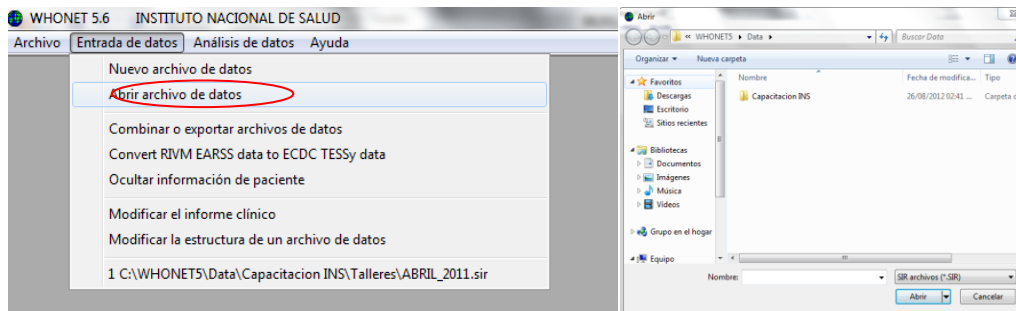 WHONET 5.6 INSTITUTO NACIONAL DE SALUD
Archivo Entrada de datos Análisis de datos Ayuda
Nuevo archivo de datos
Abrir archivo de datos
Combinar o exportar archivos de datos
Convert RIVM EARSS data to ECDC TESSy data
Ocultar información de paciente
Modificar el informe clínico
Modificar la estructura de un archivo de datos
1 C:\WHONET5\Data\Capacitacion INS\Talleres\ABRIL_2011.sir
Abrir
« WHONET5 ▸ Data ▸ Buscar Data
Organizar Nueva carpeta
Nombre Fecha de modifica... Tipo
Favoritos
Descargas
Escritorio
Sitios recientes
Bibliotecas
Documentos
Imágenes
Música
Vídeos
Grupo en el hogar
Equipo
Capacitacion INS 26/08/2012 02:41 ... Carpeta
Nombre: SIR archivos (*.SIR)
Abrir Cancelar